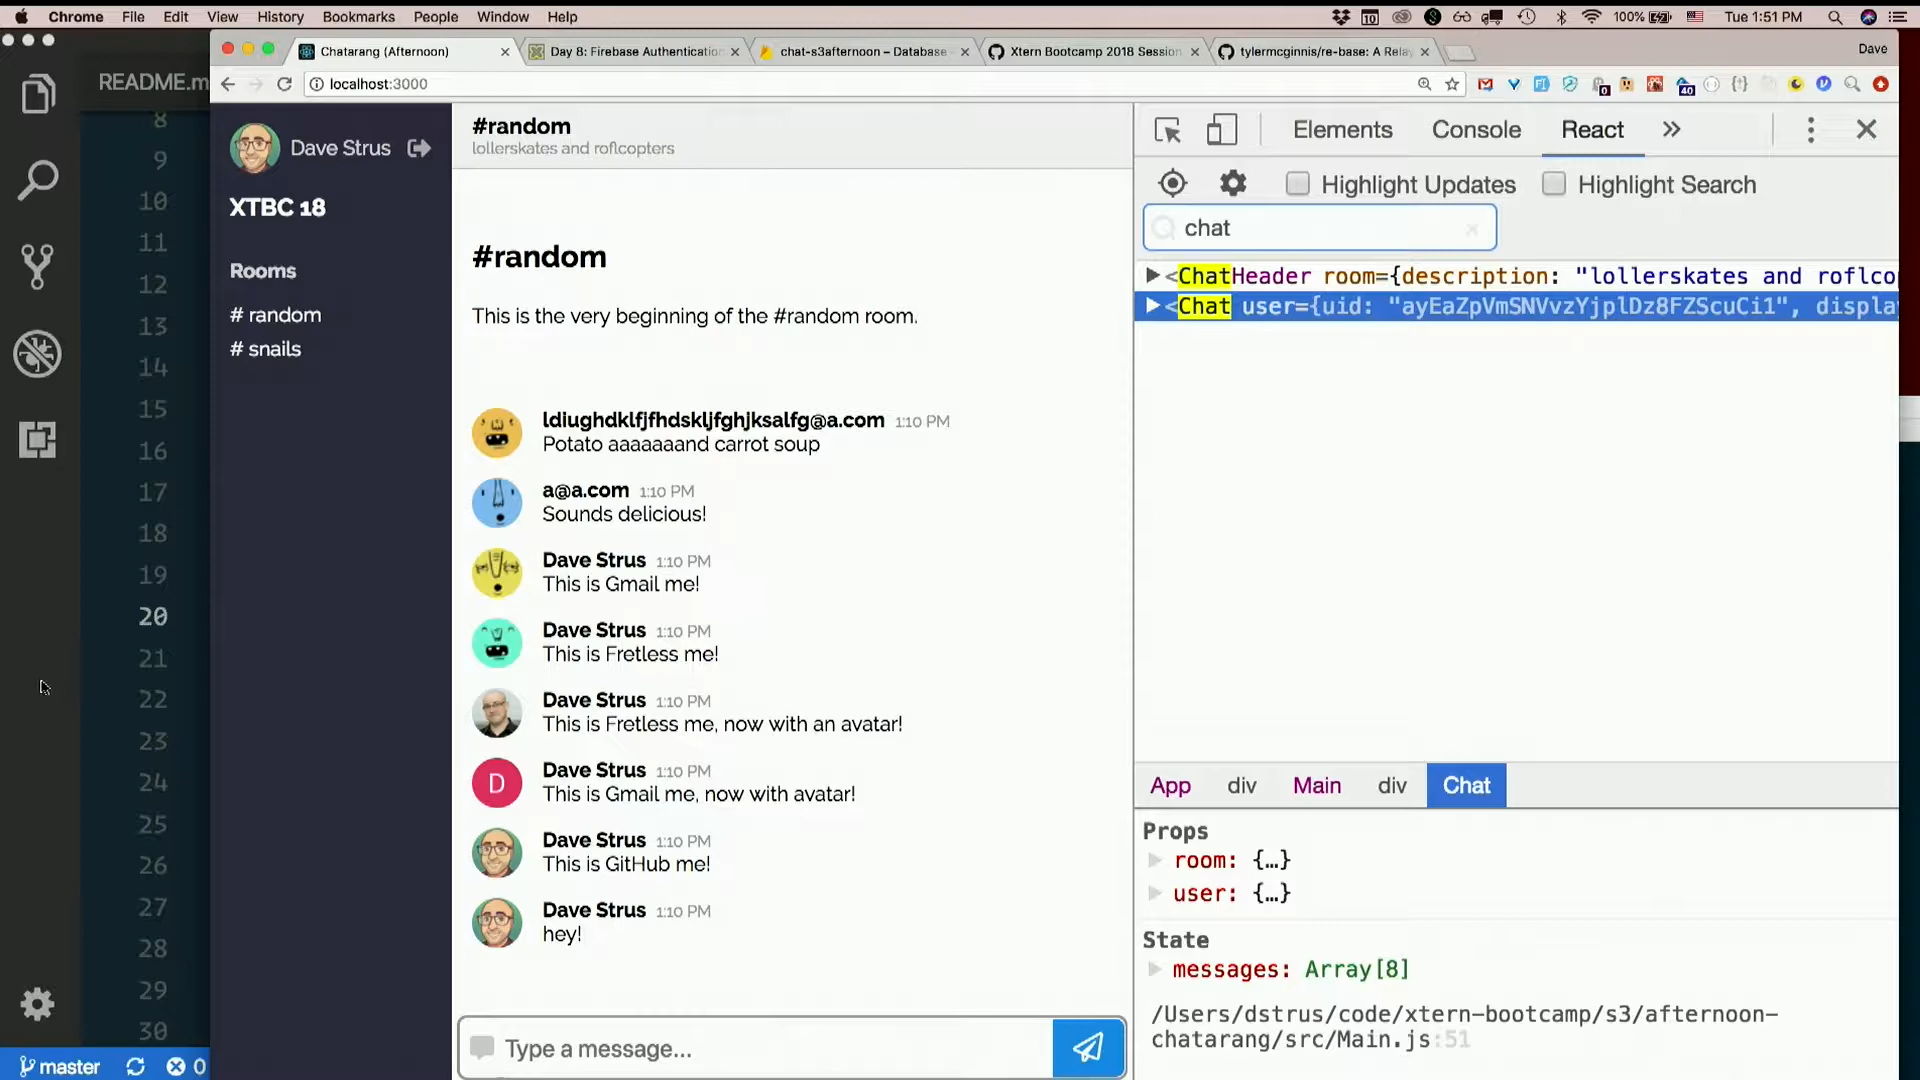 Chrome File Edit View History Bookmarks People Window Help
10
100%
Tue 1:51 PM
Chatarang (Afternoon)
Day 8: Firebase Authentication
chat-s3afternoon – Database
Xtern Bootcamp 2018 Session
tylermcginnis/re-base: A Relay
Dave
README.m
localhost:3000
0
40
8
9
10
11
12
13
14
15
16
17
18
19
20
21
22
23
24
25
26
27
28
29
30
master
0
Dave Strus
XTBC 18
Rooms
# random
# snails
#random
lollerskates and roflcopters
#random
This is the very beginning of the #random room.
ldiughdklfjfhdskljfghjksalfg@a.com 1:10 PM
Potato aaaaaaand carrot soup
a@a.com 1:10 PM
Sounds delicious!
Dave Strus 1:10 PM
This is Gmail me!
Dave Strus 1:10 PM
This is Fretless me!
Dave Strus 1:10 PM
This is Fretless me, now with an avatar!
D
Dave Strus 1:10 PM
This is Gmail me, now with avatar!
Dave Strus 1:10 PM
This is GitHub me!
Dave Strus 1:10 PM
hey!
Type a message...
Elements Console React
Highlight Updates Highlight Search
chat
<ChatHeader room={description: "lollerskates and roflco
<Chat user={uid: "ayEaZpVmSNVvzYjplDz8FZScuCi1", displa
App div Main div Chat
Props
room: {…}
user: {…}
State
messages: Array[8]
/Users/dstrus/code/xtern-bootcamp/s3/afternoon-
chatarang/src/Main.js:51